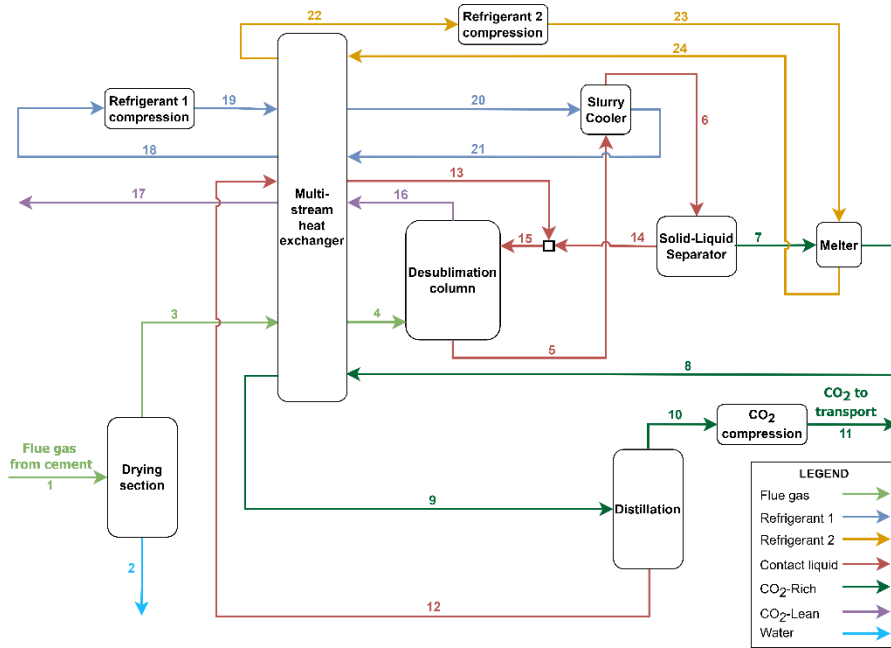 22
Refrigerant 2
compression
23
24
Refrigerant 1
compression
19
20
Slurry
Cooler
6
18
21
13
17
Multi-
stream
heat
exchanger
16
15
14
Solid-Liquid
Separator
7
Melter
Desublimation
column
3
4
5
8
Flue gas
from cement
1
Drying
section
2
9
10
CO₂
compression
CO₂ to
transport
11
Distillation
12
LEGEND
Flue gas
Refrigerant 1
Refrigerant 2
Contact liquid
CO₂-Rich
CO₂-Lean
Water